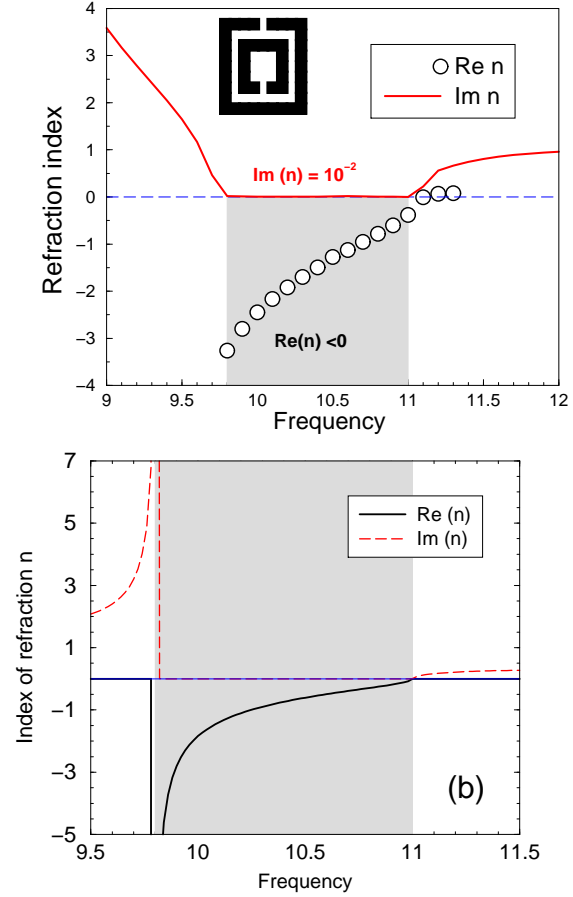 4
3
2
1
0
−1
−2
−3
−4
Refraction index
Re n
Im n
Im (n) = 10⁻²
Re(n) <0
9 9.5 10 10.5 11 11.5 12
Frequency
7
5
3
1
−1
−3
−5
Index of refraction n
Re (n)
Im (n)
(b)
9.5 10 10.5 11 11.5
Frequency